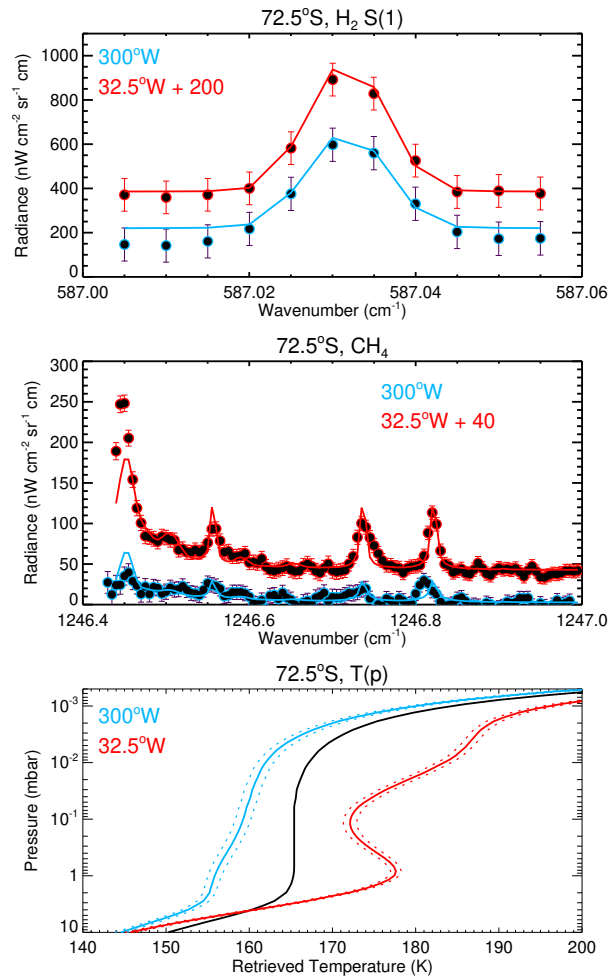 72.5°S, H₂ S(1)
300°W
32.5°W + 200
1000
800
600
400
200
0
Radiance (nW cm⁻² sr⁻¹ cm)
587.00 587.02 587.04 587.06
Wavenumber (cm⁻¹)
72.5°S, CH₄
300°W
32.5°W + 40
300
250
200
150
100
50
0
Radiance (nW cm⁻² sr⁻¹ cm)
1246.4 1246.6 1246.8 1247.0
Wavenumber (cm⁻¹)
72.5°S, T(p)
300°W
32.5°W
10⁻³
10⁻²
10⁻¹
1
10
Pressure (mbar)
140 150 160 170 180 190 200
Retrieved Temperature (K)